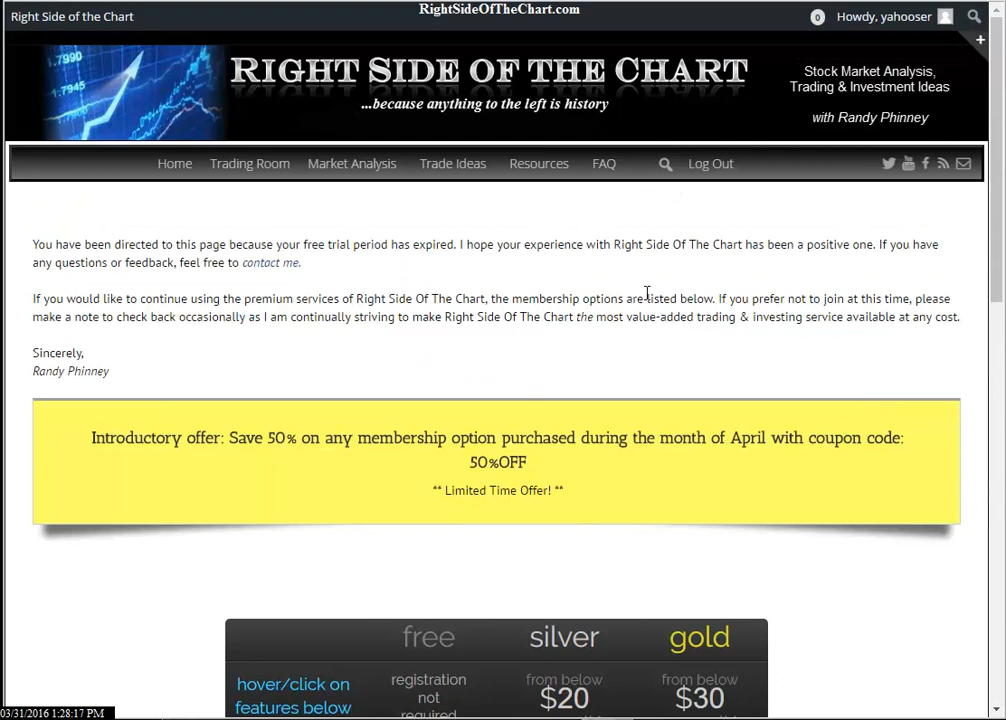 RightSideOfTheChart.com
Right Side of the Chart
0 Howdy, yahooser
1.7990
1.7945
RIGHT SIDE OF THE CHART
...because anything to the left is history
Stock Market Analysis,
Trading & Investment Ideas
with Randy Phinney
+
Home Trading Room Market Analysis Trade Ideas Resources FAQ Log Out
You have been directed to this page because your free trial period has expired. I hope your experience with Right Side Of The Chart has been a positive one. If you have
any questions or feedback, feel free to contact me.
If you would like to continue using the premium services of Right Side Of The Chart, the membership options are listed below. If you prefer not to join at this time, please
make a note to check back occasionally as I am continually striving to make Right Side Of The Chart the most value-added trading & investing service available at any cost.
Sincerely,
Randy Phinney
Introductory offer: Save 50% on any membership option purchased during the month of April with coupon code:
50%OFF
** Limited Time Offer! **
free silver gold
hover/click on
features below
registration
not
required
from below
$20
from below
$30
03/31/2016 1:28:17 PM